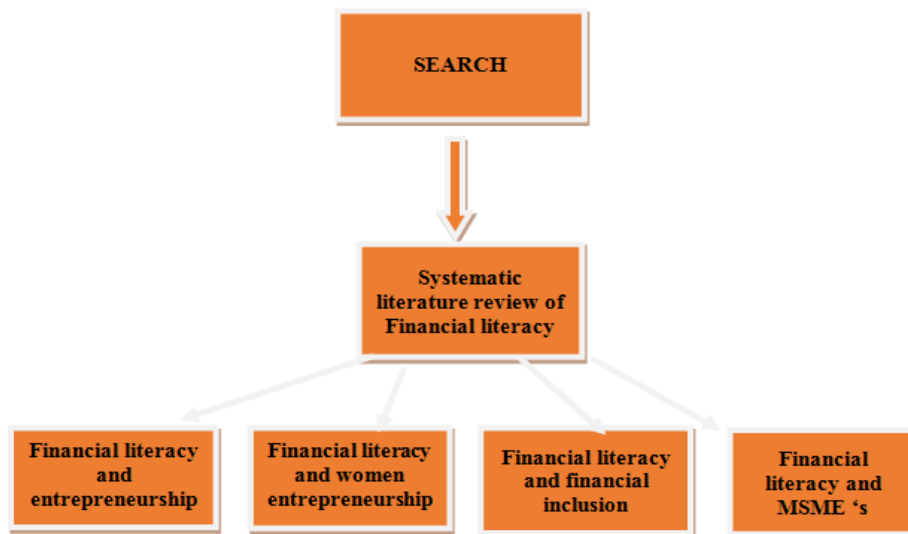 SEARCH
Systematic
literature review of
Financial literacy
Financial literacy
and
entrepreneurship
Financial literacy
and women
entrepreneurship
Financial literacy
and financial
inclusion
Financial
literacy and
MSME ‘s